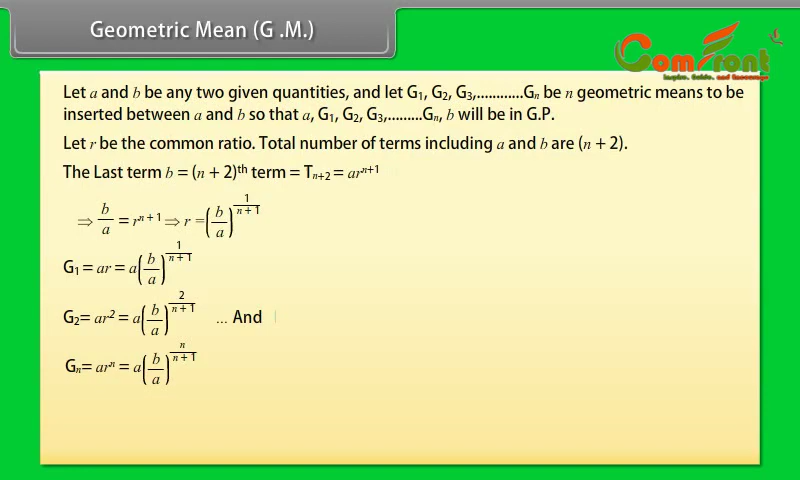 Geometric Mean (G .M.)
ComFront
Inspire, Guide, and Encourage
Let a and b be any two given quantities, and let G₁, G₂, G₃,............Gₙ be n geometric means to be
inserted between a and b so that a, G₁, G₂, G₃,.........Gₙ, b will be in G.P.
Let r be the common ratio. Total number of terms including a and b are (n + 2).
The Last term b = (n + 2)ᵗʰ term = Tₙ₊₂ = arⁿ⁺¹
⇒ b/a = rⁿ⁺¹ ⇒ r = (b/a)^(1/(n+1))
G₁ = ar = a(b/a)^(1/(n+1))
G₂= ar² = a(b/a)^(2/(n+1)) ... And
Gₙ= arⁿ = a(b/a)^(n/(n+1))